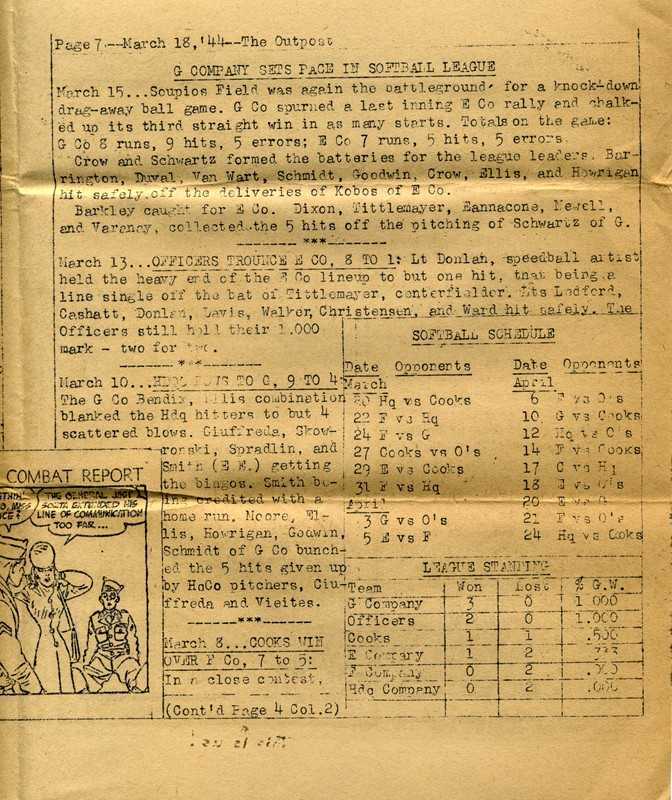 Page 7.--March 18,'44--The Outpost
G COMPANY SETS PACE IN SOFTBALL LEAGUE
March 15...Soupios Field was again the battleground for a knock-down
drag-away ball game. G Co spurned a last inning E Co rally and chalk-
ed up its third straight win in as many starts. Totals on the game:
G Co 8 runs, 9 hits, 5 errors; E Co 7 runs, 5 hits, 5 errors.
Crow and Schwartz formed the batteries for the league leaders. Bar-
rington, Duval, Van Wart, Schmidt, Goodwin, Crow, Ellis, and Howrigan
hit safely off the deliveries of Kobos of E Co.
Barkley caught for E Co. Dixon, Tittlemayer, Eannacone, Newell,
and Varanay, collected the 5 hits off the pitching of Schwartz of G.
-------***-------
March 13...OFFICERS TROUNCE E CO, 8 TO 1: Lt Donlan, speedball artist
held the heavy end of the E Co lineup to but one hit, that being a
line single off the bat of Tittlemayer, centerfielder. Lts Ledford,
Cashatt, Donlan, Davis, Walker, Christensen, and Ward hit safely. The
Officers still hold their 1.000
mark - two for two.
-------***-------
March 10...HDQ BOWS TO G, 9 TO 4
The G Co Bendix, Ellis combination
blanked the Hdq hitters to but 4
scattered blows. Giuffreda, Skow-
ronski, Spradlin, and
Smith (E E.) getting
the bingos. Smith be-
ing credited with a
home run. Moore, El-
lis, Howrigan, Goodwin,
Schmidt of G Co bunch-
ed the 5 hits given up
by HqCo pitchers, Giu-
ffreda and Vieites.
-------***-------
March 8...COOKS WIN
OVER F Co, 7 to 5:
In a close contest,
(Cont'd Page 4 Col.2)
COMBAT REPORT
THE GENERAL JUST
SORTA EXTENDED HIS
LINE OF COMMUNICATION
TOO FAR...
SOFTBALL SCHEDULE
Date Opponents Date Opponents
March April
20 Hq vs Cooks 6 F vs O's
22 F vs Hq 10 G vs Cooks
24 F vs G 12 Hq vs O's
27 Cooks vs O's 14 F vs Cooks
29 E vs Cooks 17 vs
31 F vs Hq 18 E vs O's
April 20 E vs G
3 G vs O's 21 F vs O's
5 E vs F 24 Hq vs Cooks
LEAGUE STANDING
Team Won Lost % G.W.
G Company 3 0 1 000
Officers 2 0 1.000
Cooks 1 1 .500
E Company 1 2
F Company 0 2 .000
Hdq Company 0 2 .000